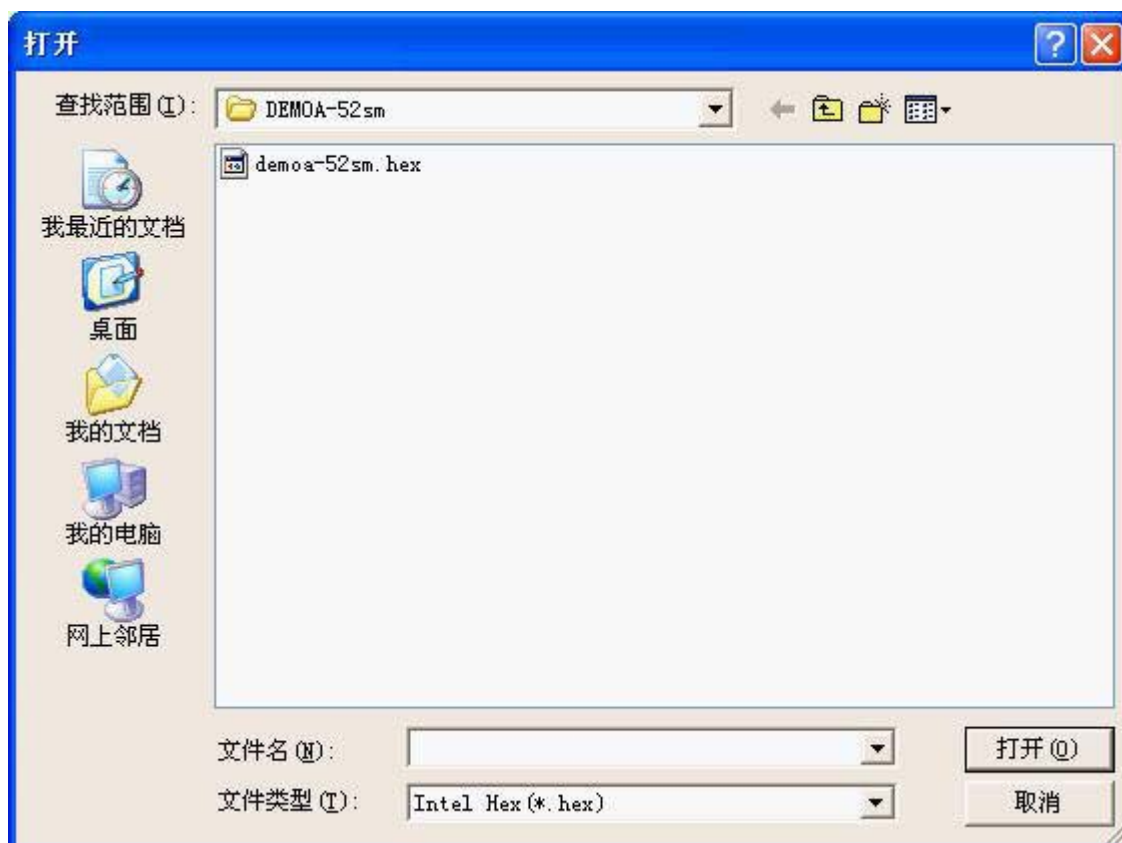 打开
查找范围(I):
DEMOA-52sm
demoa-52sm.hex
我最近的文档
桌面
我的文档
我的电脑
网上邻居
文件名(N):
打开(O)
文件类型(T):
Intel Hex(*.hex)
取消